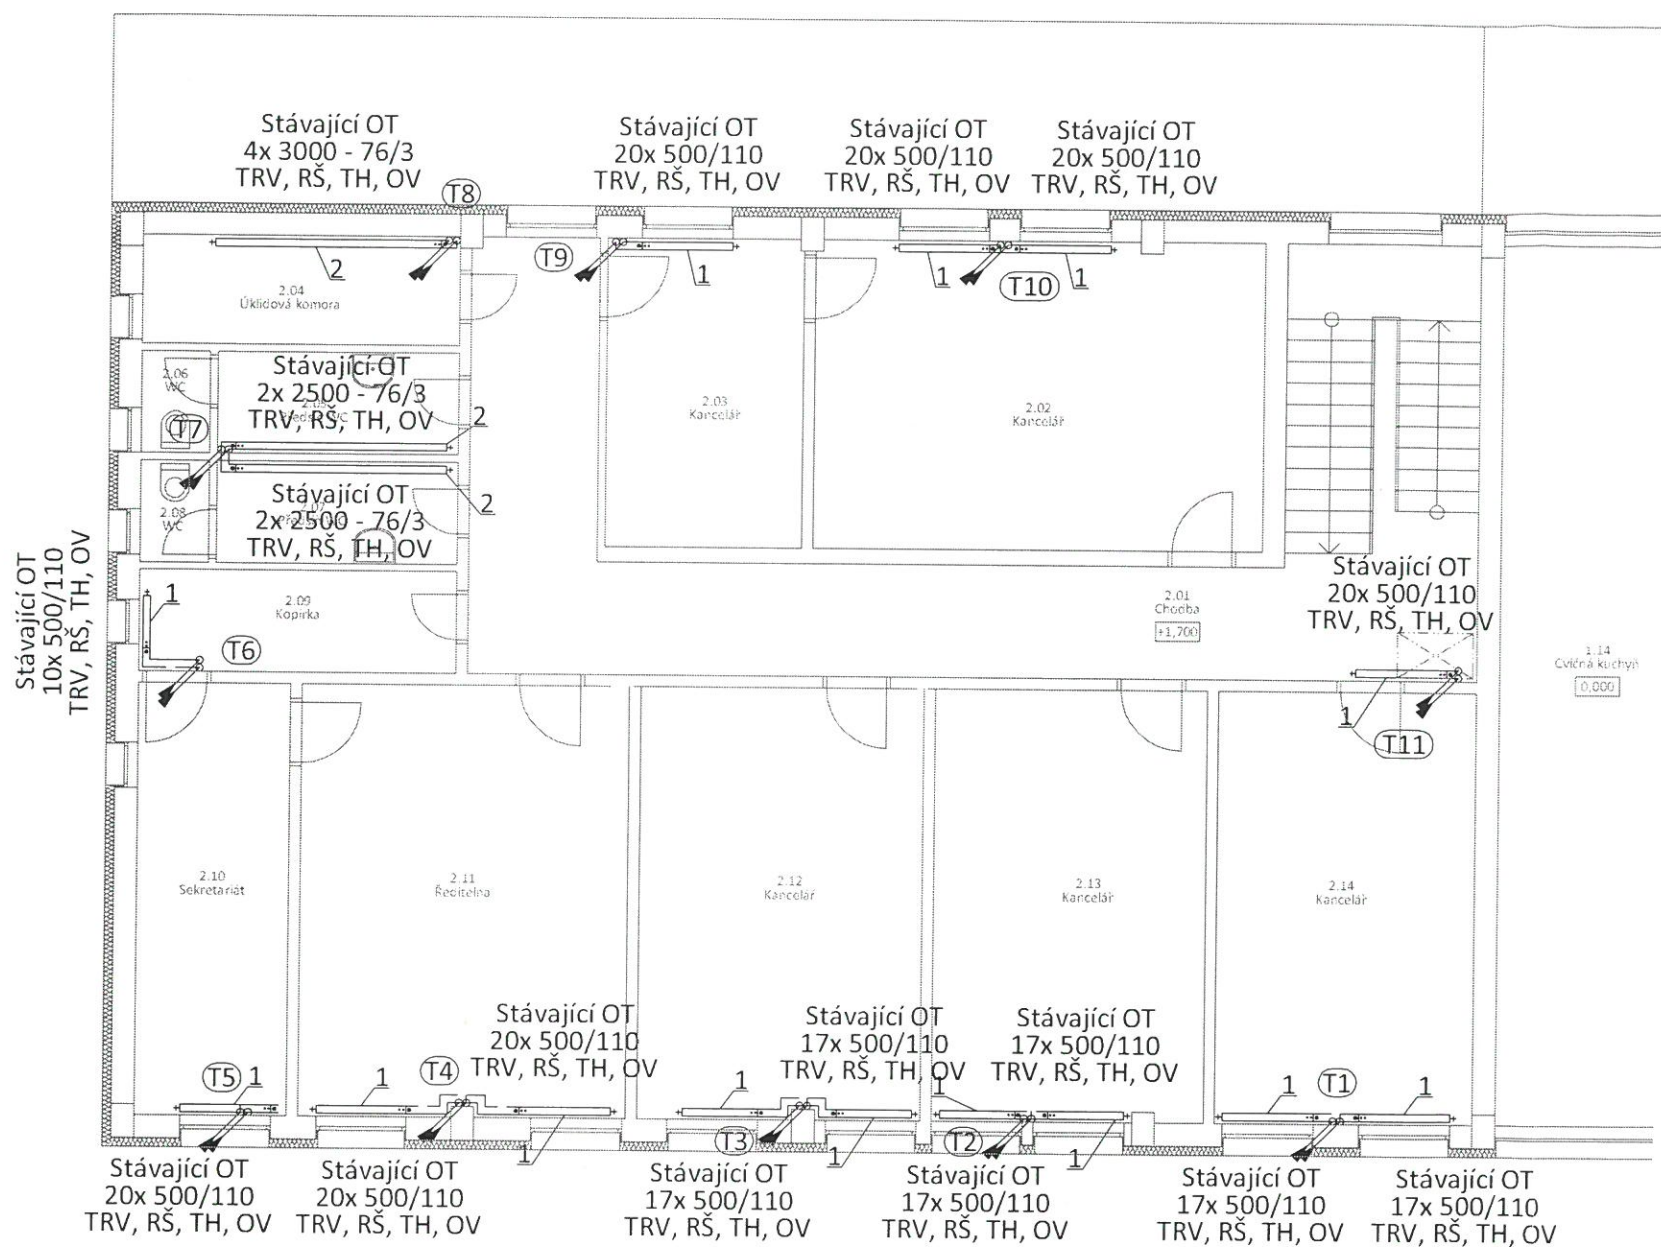 Stávající OT
4x 3000 - 76/3
TRV, RŠ, TH, OV
Stávající OT
20x 500/110
TRV, RŠ, TH, OV
Stávající OT
20x 500/110
TRV, RŠ, TH, OV
Stávající OT
20x 500/110
TRV, RŠ, TH, OV
T8
T9
T10
2
1
1
1
2.04
Úklidová komora
2.06
WC
Stávající OT
2x 2500 - 76/3
TRV, RŠ, TH, OV
2.03
Kancelář
2.02
Kancelář
T7
2
2
Stávající OT
2x 2500 - 76/3
TRV, RŠ, TH, OV
2.08
WC
2.07
Stávající OT
10x 500/110
TRV, RŠ, TH, OV
1
2.09
Kopírka
T6
2.01
Chodba
+1,700
Stávající OT
20x 500/110
TRV, RŠ, TH, OV
1
T11
1.14
Cvičná kuchyň
0,000
2.10
Sekretariát
2.11
Ředitelna
2.12
Kancelář
2.13
Kancelář
2.14
Kancelář
Stávající OT
20x 500/110
TRV, RŠ, TH, OV
Stávající OT
17x 500/110
TRV, RŠ, TH, OV
Stávající OT
17x 500/110
TRV, RŠ, TH, OV
T5
1
1
T4
1
1
1
T1
1
1
T3
1
T2
1
Stávající OT
20x 500/110
TRV, RŠ, TH, OV
Stávající OT
20x 500/110
TRV, RŠ, TH, OV
Stávající OT
17x 500/110
TRV, RŠ, TH, OV
Stávající OT
17x 500/110
TRV, RŠ, TH, OV
Stávající OT
17x 500/110
TRV, RŠ, TH, OV
Stávající OT
17x 500/110
TRV, RŠ, TH, OV